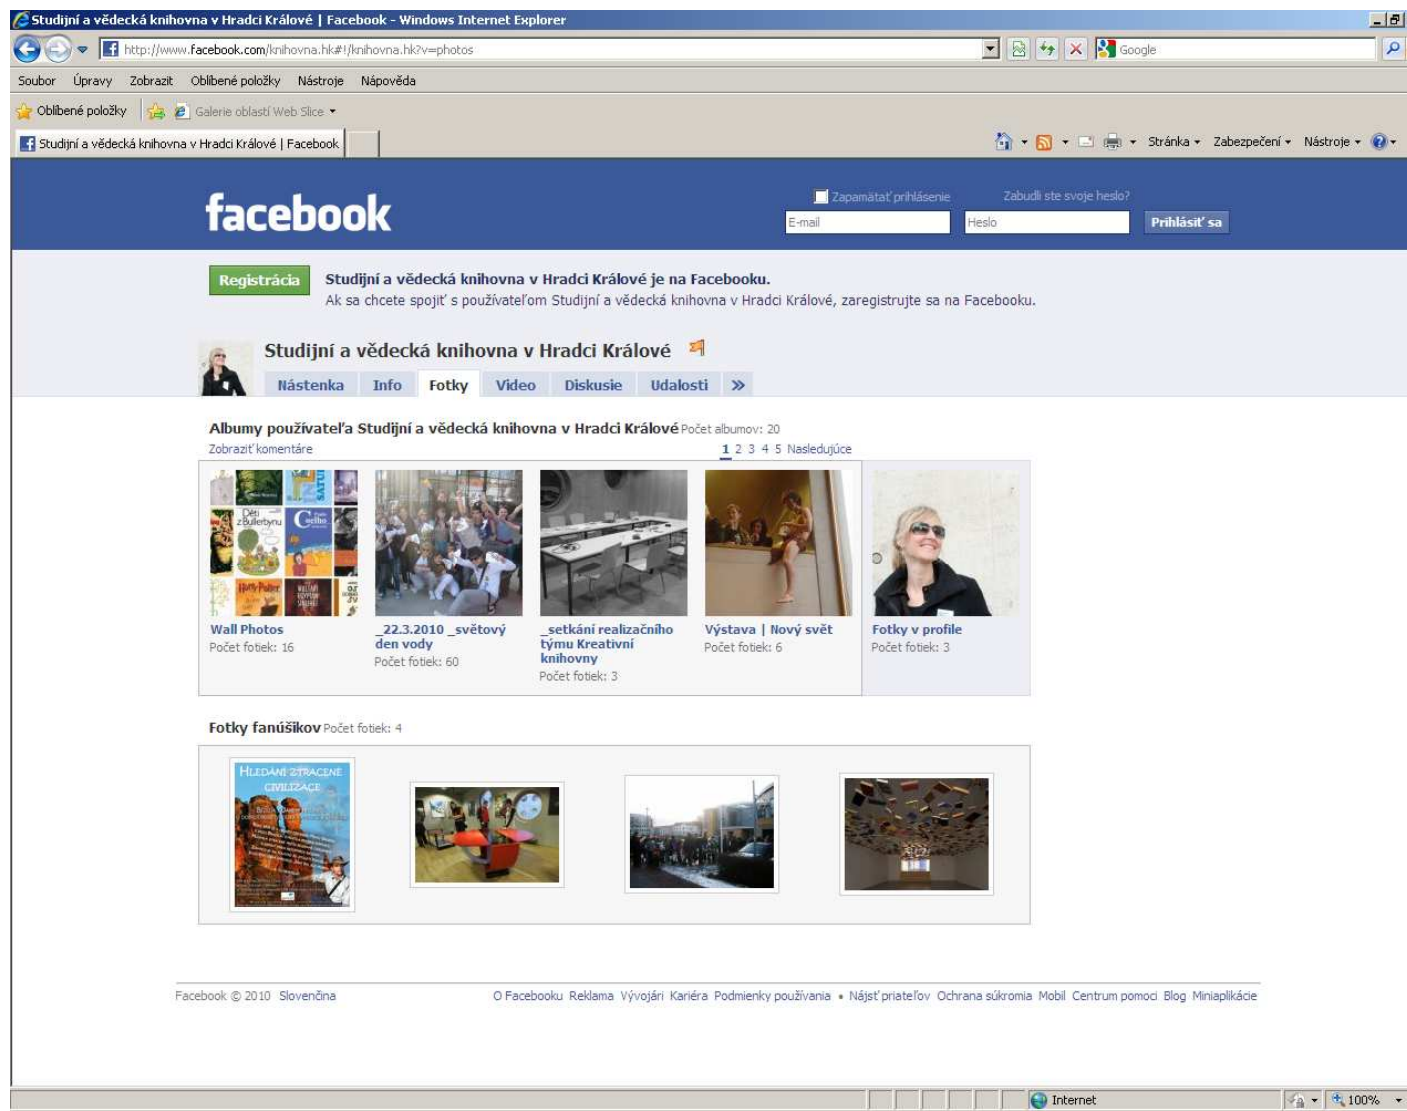 Studijní a vědecká knihovna v Hradci Králové | Facebook - Windows Internet Explorer
http://www.facebook.com/knihovna.hk#!/knihovna.hk?v=photos
Google
Soubor Úpravy Zobrazit Oblíbené položky Nástroje Nápověda
Oblíbené položky Galerie oblastí Web Slice
Studijní a vědecká knihovna v Hradci Králové | Facebook
Stránka Zabezpečení Nástroje
facebook
Zapamätať prihlásenie Zabudli ste svoje heslo?
E-mail Heslo Prihlásiť sa
Registrácia
Studijní a vědecká knihovna v Hradci Králové je na Facebooku.
Ak sa chcete spojiť s používateľom Studijní a vědecká knihovna v Hradci Králové, zaregistrujte sa na Facebooku.
Studijní a vědecká knihovna v Hradci Králové
Nástenka Info Fotky Video Diskusie Udalosti »
Albumy používateľa Studijní a vědecká knihovna v Hradci Králové Počet albumov: 20
Zobraziť komentáre
1 2 3 4 5 Nasledujúce
Děti
z Bullerbynu
Coelho
Harry Potter
Wall Photos
Počet fotiek: 16
_22.3.2010 _světový
den vody
Počet fotiek: 60
_setkání realizačního
týmu Kreativní
knihovny
Počet fotiek: 3
Výstava | Nový svět
Počet fotiek: 6
Fotky v profile
Počet fotiek: 3
Fotky fanúšikov Počet fotiek: 4
HLEDÁNÍ ZTRACENÉ
CIVILIZACE
Facebook © 2010 Slovenčina
O Facebooku Reklama Vývojári Kariéra Podmienky používania • Nájsť priateľov Ochrana súkromia Mobil Centrum pomoci Blog Miniaplikácie
Internet
100%